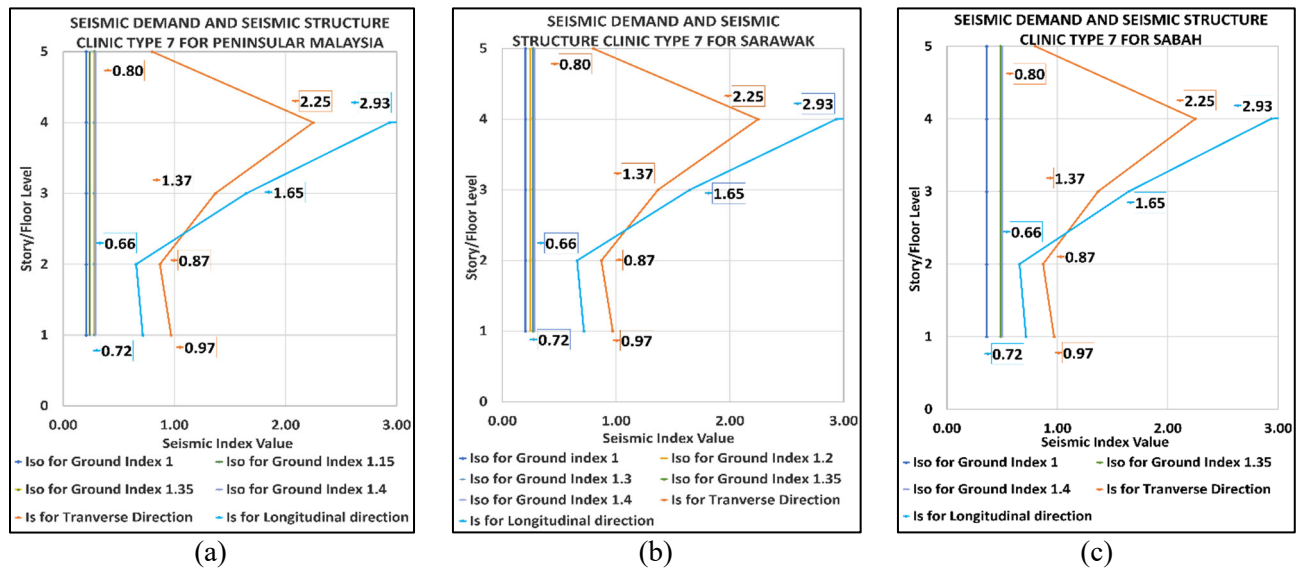 SEISMIC DEMAND AND SEISMIC STRUCTURE
CLINIC TYPE 7 FOR PENINSULAR MALAYSIA
5
0.80
2.25
2.93
4
1.37
3
1.65
0.66
0.87
2
1
0.72
0.97
0
Story/Floor Level
0.00 1.00 2.00 3.00
Seismic Index Value
Iso for Ground Index 1
Iso for Ground Index 1.15
Iso for Ground Index 1.35
Iso for Ground Index 1.4
Is for Tranverse Direction
Is for Longitudinal direction
(a)
SEISMIC DEMAND AND SEISMIC
STRUCTURE CLINIC TYPE 7 FOR SARAWAK
5
0.80
2.25
2.93
4
1.37
3
1.65
0.66
0.87
2
1
0.72
0.97
0
Story/Floor Level
0.00 1.00 2.00 3.00
Seismic Index Value
Iso for Ground index 1
Iso for Ground Index 1.2
Iso for Ground Index 1.3
Iso for Ground Index 1.35
Iso for Ground Index 1.4
Is for Tranverse Direction
Is for Longitudinal direction
(b)
SEISMIC DEMAND AND SEISMIC STRUCTURE
CLINIC TYPE 7 FOR SABAH
5
0.80
2.25
2.93
4
1.37
3
1.65
0.66
0.87
2
1
0.72
0.97
0
Story/Floor Level
0.00 1.00 2.00 3.00
Seismic Index Value
Iso for Ground Index 1
Iso for Ground Index 1.35
Iso for Ground Index 1.4
Is for Tranverse Direction
Is for Longitudinal direction
(c)